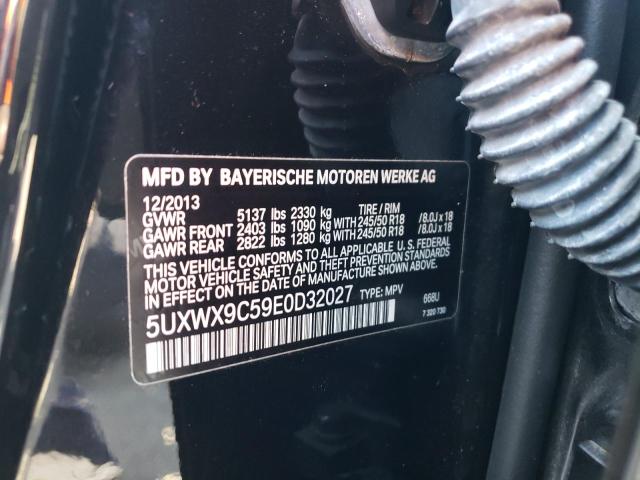 MFD BY BAYERISCHE MOTOREN WERKE AG
12/2013
GVWR 5137 lbs 2330 kg TIRE / RIM
GAWR FRONT 2403 lbs 1090 kg WITH 245/50 R18 /8.0J x 18
GAWR REAR 2822 lbs 1280 kg WITH 245/50 R18 /8.0J x 18
THIS VEHICLE CONFORMS TO ALL APPLICABLE U. S. FEDERAL
MOTOR VEHICLE SAFETY AND THEFT PREVENTION STANDARDS
IN EFFECT ON THE DATE OF MANUFACTURE SHOWN ABOVE.
5UXWX9C59E0D32027 TYPE: MPV 668U
7 320 730